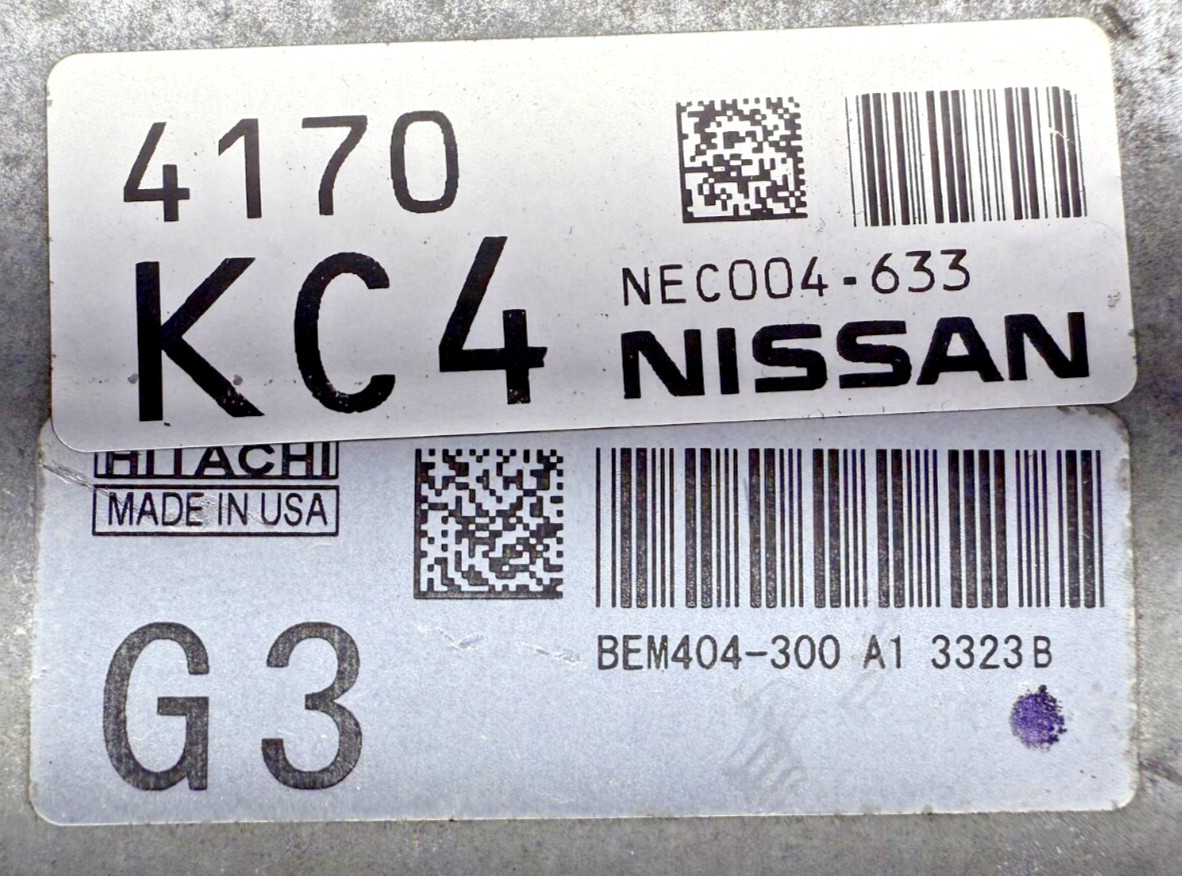 4170
KC4
NEC004-633
NISSAN
HITACHI
MADE IN USA
G3
BEM404-300 A1 3323B